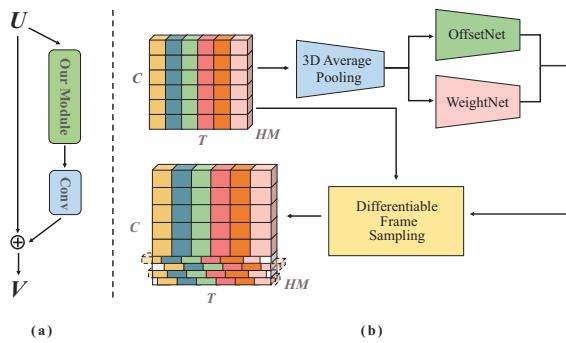 U
Our Module
Conv
V
(a)
C
T
HM
3D Average
Pooling
OffsetNet
WeightNet
Differentiable
Frame
Sampling
C
T
HM
(b)